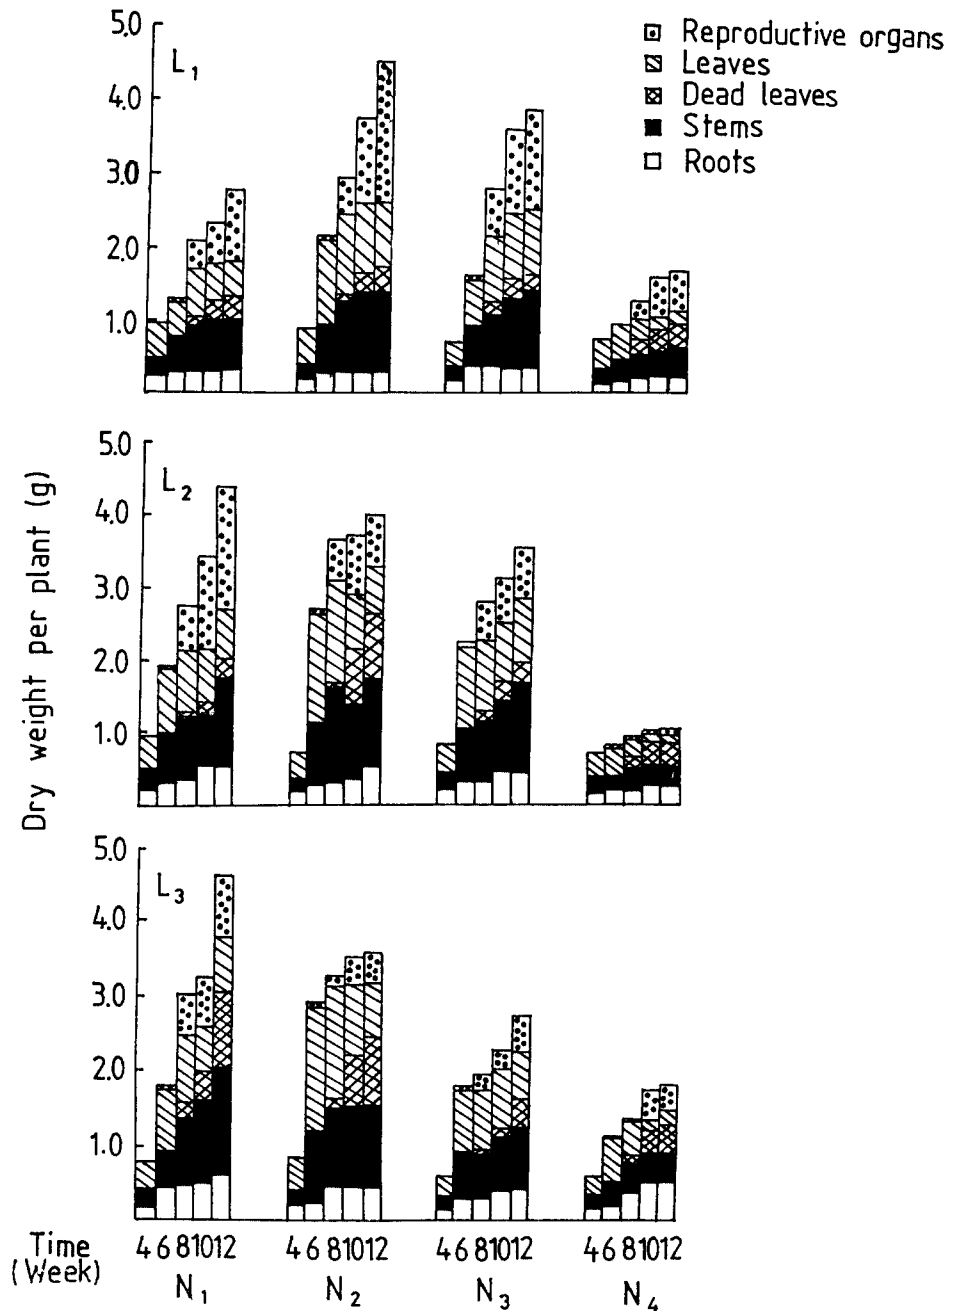 5.0
L1
4.0
3.0
2.0
1.0
Reproductive organs
Leaves
Dead leaves
Stems
Roots
Dry weight per plant (g)
5.0
L2
4.0
3.0
2.0
1.0
5.0
L3
4.0
3.0
2.0
1.0
Time (Week)
4 6 8 10 12 4 6 8 10 12 4 6 8 10 12 4 6 8 10 12
N1 N2 N3 N4